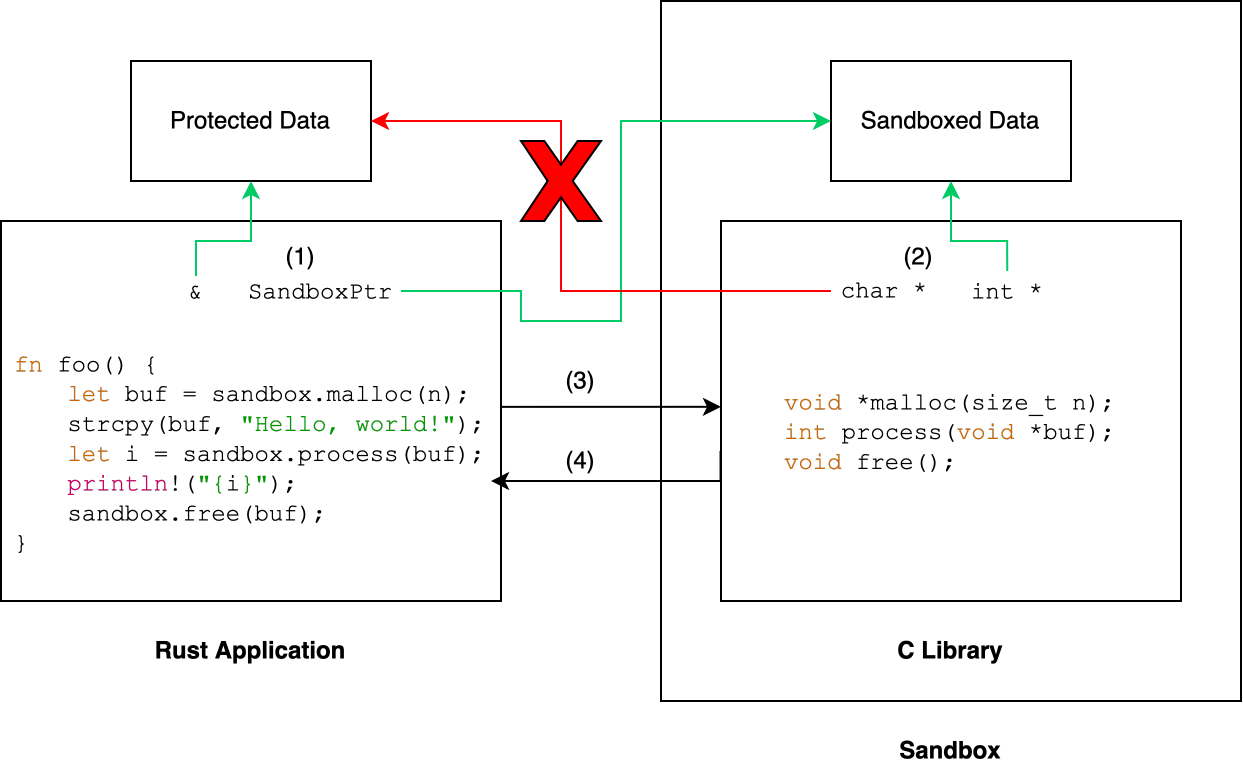 Protected Data
Sandboxed Data
(1)
& SandboxPtr
(2)
char * int *
fn foo() {
    let buf = sandbox.malloc(n);
    strcpy(buf, "Hello, world!");
    let i = sandbox.process(buf);
    println!("{i}");
    sandbox.free(buf);
}
(3)
(4)
void *malloc(size_t n);
int process(void *buf);
void free();
Rust Application
C Library
Sandbox